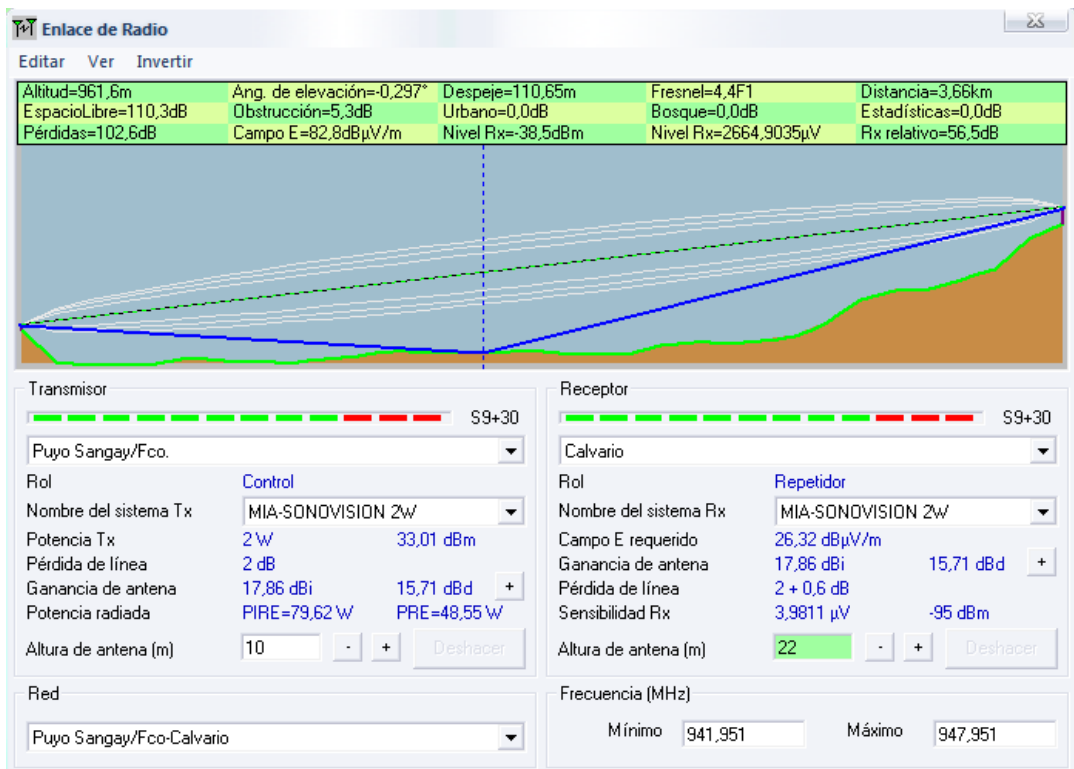 Enlace de Radio
Editar Ver Invertir
Altitud=961,6m Ang. de elevación=-0,297° Despeje=110,65m Fresnel=4,4F1 Distancia=3,66km
EspacioLibre=110,3dB Obstrucción=5,3dB Urbano=0,0dB Bosque=0,0dB Estadísticas=0,0dB
Pérdidas=102,6dB Campo E=82,8dBµV/m Nivel Rx=-38,5dBm Nivel Rx=2664,9035µV Rx relativo=56,5dB
Transmisor
S9+30
Puyo Sangay/Fco.
Rol Control
Nombre del sistema Tx MIA-SONOVISION 2W
Potencia Tx 2 W 33,01 dBm
Pérdida de línea 2 dB
Ganancia de antena 17,86 dBi 15,71 dBd +
Potencia radiada PIRE=79,62 W PRE=48,55 W
Altura de antena (m) 10 - + Deshacer
Receptor
S9+30
Calvario
Rol Repetidor
Nombre del sistema Rx MIA-SONOVISION 2W
Campo E requerido 26,32 dBµV/m
Ganancia de antena 17,86 dBi 15,71 dBd +
Pérdida de línea 2 + 0,6 dB
Sensibilidad Rx 3,9811 µV -95 dBm
Altura de antena (m) 22 - + Deshacer
Red
Puyo Sangay/Fco-Calvario
Frecuencia (MHz)
Mínimo 941,951 Máximo 947,951